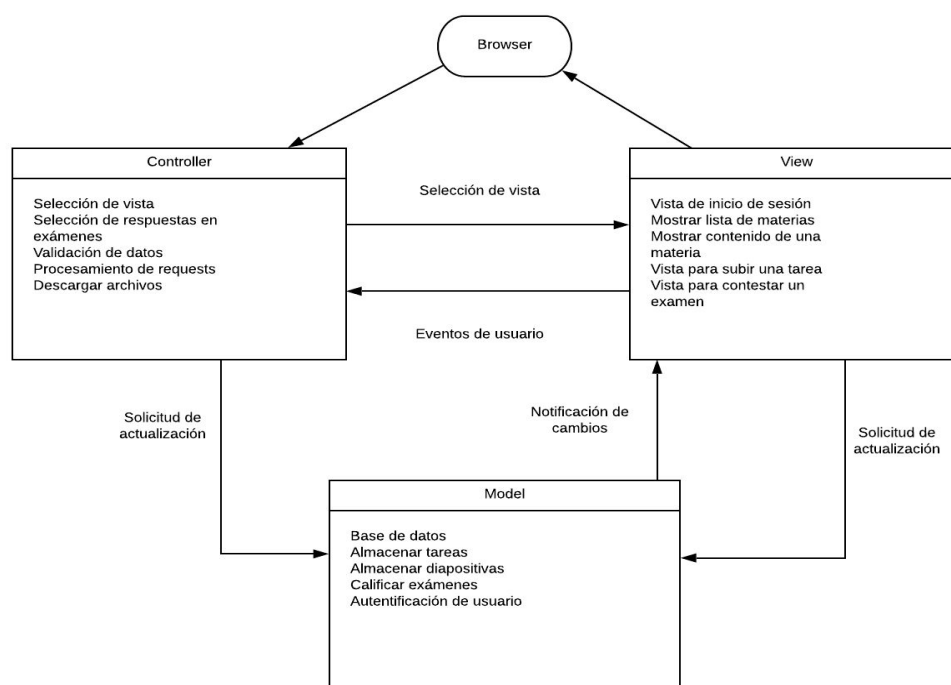 Browser
Controller
Selección de vista
Selección de respuestas en
exámenes
Validación de datos
Procesamiento de requests
Descargar archivos
Selección de vista
Eventos de usuario
View
Vista de inicio de sesión
Mostrar lista de materias
Mostrar contenido de una
materia
Vista para subir una tarea
Vista para contestar un
examen
Solicitud de
actualización
Notificación de
cambios
Solicitud de
actualización
Model
Base de datos
Almacenar tareas
Almacenar diapositivas
Calificar exámenes
Autentificación de usuario